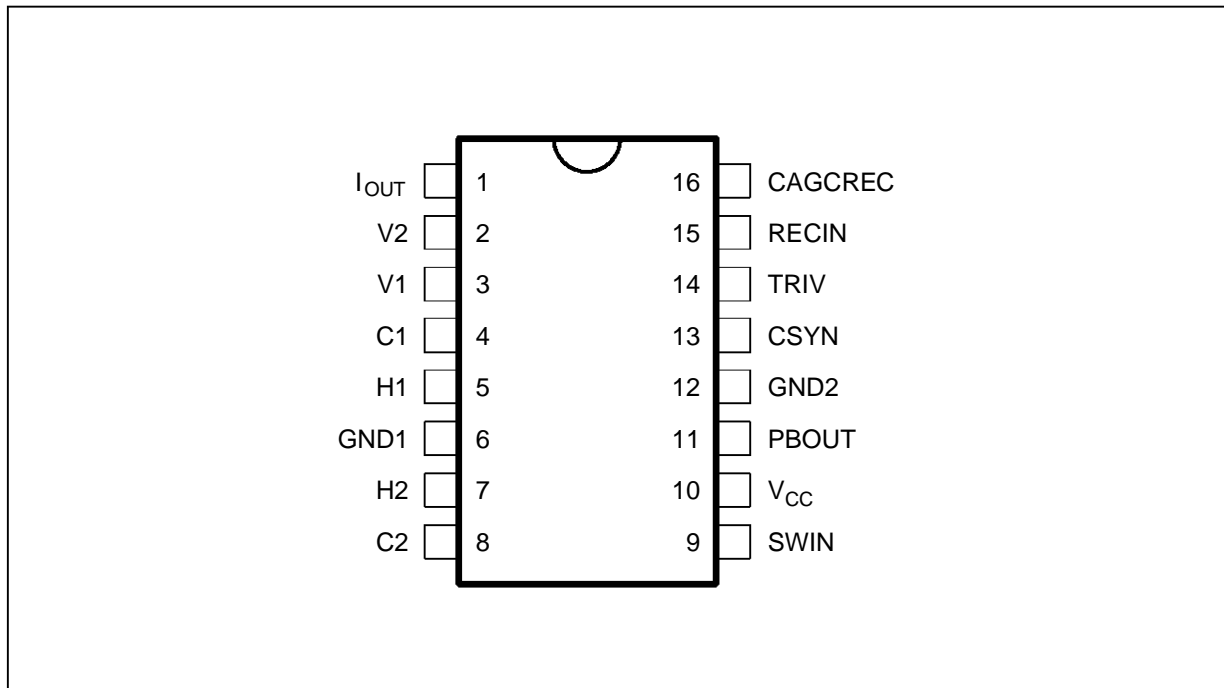 I_OUT 1 16 CAGCREC
V2 2 15 RECIN
V1 3 14 TRIV
C1 4 13 CSYN
H1 5 12 GND2
GND1 6 11 PBOUT
H2 7 10 V_CC
C2 8 9 SWIN